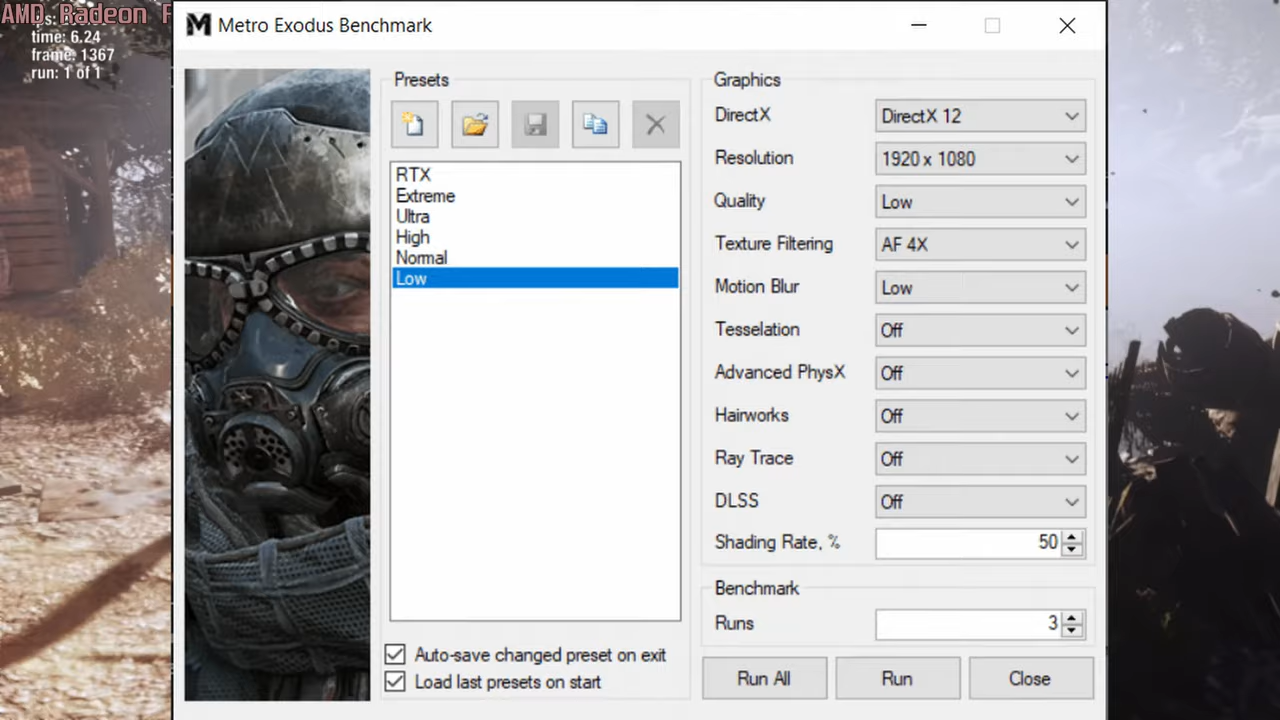 AMD Radeon
time: 6.24
frame: 1367
run: 1 of 1
Metro Exodus Benchmark
Presets
RTX
Extreme
Ultra
High
Normal
Low
Auto-save changed preset on exit
Load last presets on start
Graphics
DirectX DirectX 12
Resolution 1920 x 1080
Quality Low
Texture Filtering AF 4X
Motion Blur Low
Tesselation Off
Advanced PhysX Off
Hairworks Off
Ray Trace Off
DLSS Off
Shading Rate, % 50
Benchmark
Runs 3
Run All Run Close